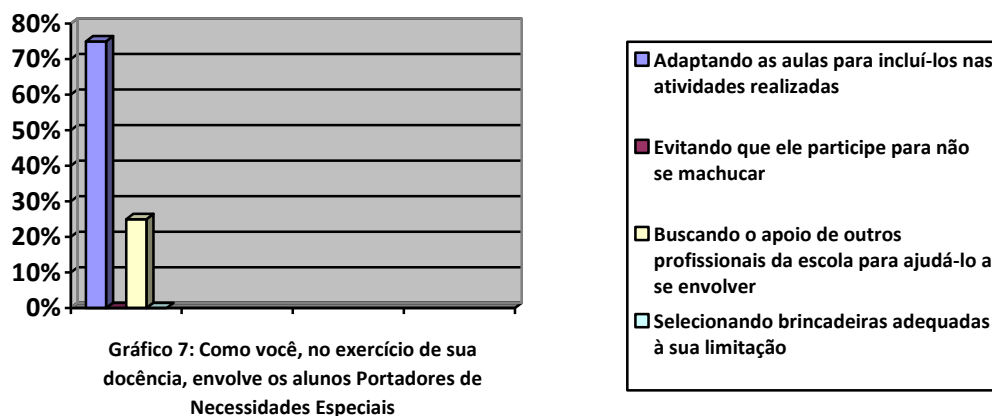 80%
70%
60%
50%
40%
30%
20%
10%
0%
Gráfico 7: Como você, no exercício de sua
docência, envolve os alunos Portadores de
Necessidades Especiais
Adaptando as aulas para incluí-los nas
atividades realizadas
Evitando que ele participe para não
se machucar
Buscando o apoio de outros
profissionais da escola para ajudá-lo a
se envolver
Selecionando brincadeiras adequadas
à sua limitação